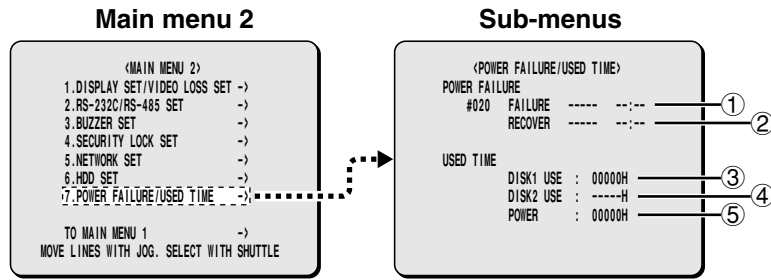 Main menu 2
<MAIN MENU 2>
1.DISPLAY SET/VIDEO LOSS SET ->
2.RS-232C/RS-485 SET ->
3.BUZZER SET ->
4.SECURITY LOCK SET ->
5.NETWORK SET ->
6.HDD SET ->
7.POWER FAILURE/USED TIME ->
TO MAIN MENU 1 ->
MOVE LINES WITH JOG. SELECT WITH SHUTTLE
Sub-menus
<POWER FAILURE/USED TIME>
POWER FAILURE
#020 FAILURE ----- --:-- ①
RECOVER ----- --:-- ②
USED TIME
DISK1 USE : 00000H ③
DISK2 USE : -----H ④
POWER : 00000H ⑤